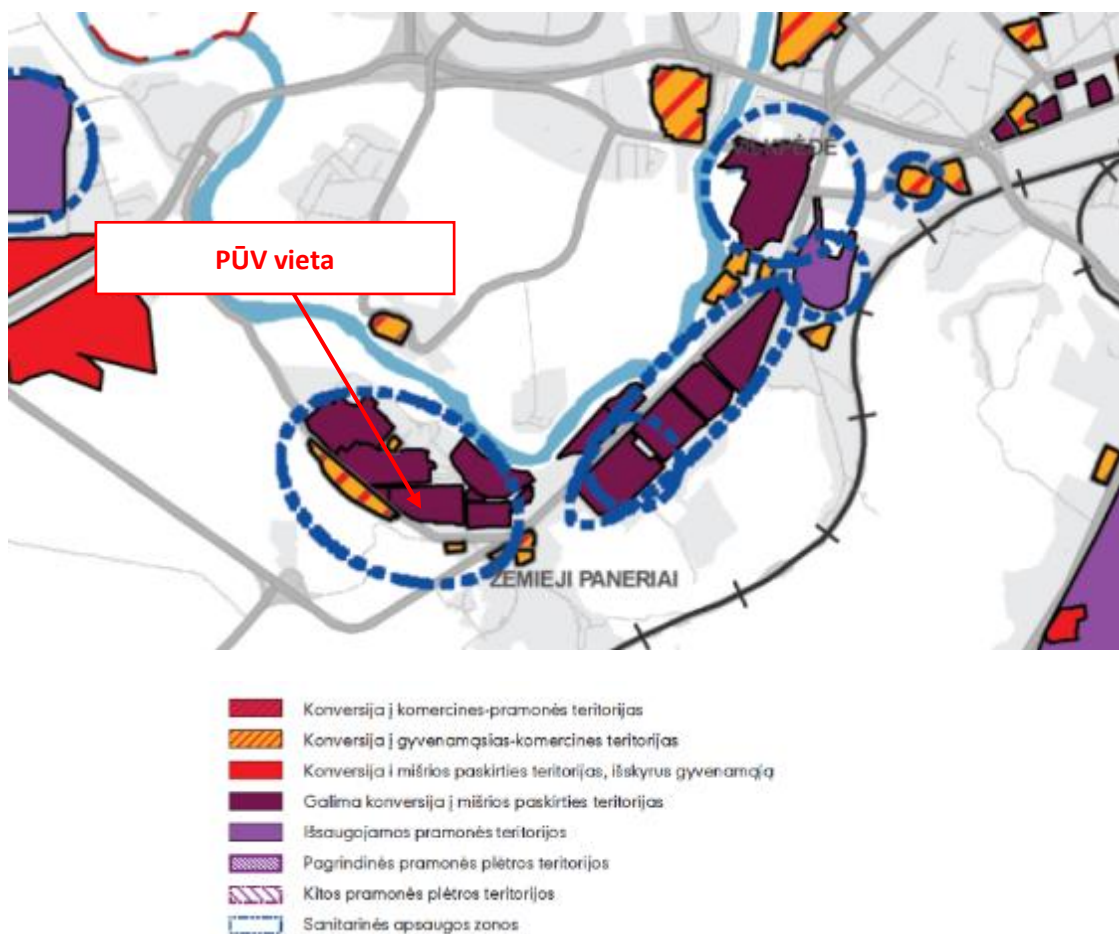 VILKPĖDĖ
PŪV vieta
ŽEMIEJI PANERIAI
Konversija į komercines-pramonės teritorijas
Konversija į gyvenamąsias-komercines teritorijas
Konversija i mišrios paskirties teritorijas, išskyrus gyvenamąją
Galima konversija į mišrios paskirties teritorijas
Išsaugojamos pramonės teritorijos
Pagrindinės pramonės plėtros teritorijos
Kitos pramonės plėtros teritorijos
Sanitarinės apsaugos zonos